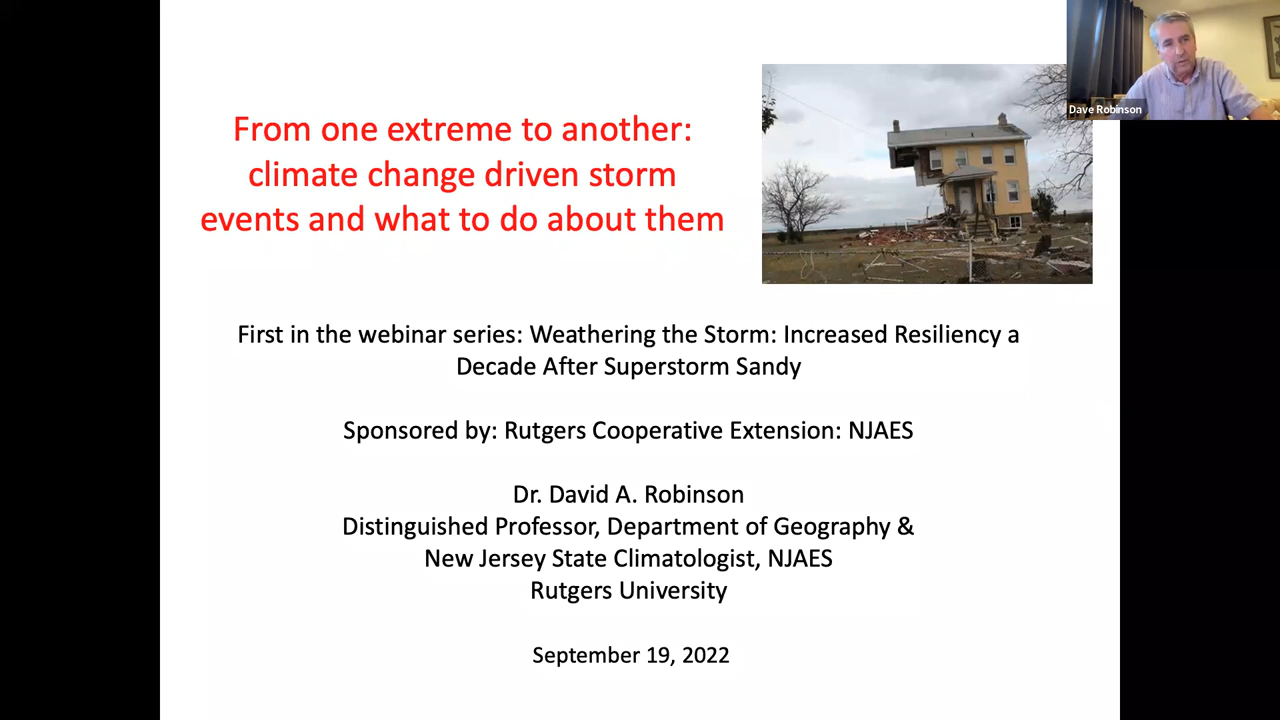 From one extreme to another:
climate change driven storm
events and what to do about them
Dave Robinson
First in the webinar series: Weathering the Storm: Increased Resiliency a
Decade After Superstorm Sandy
Sponsored by: Rutgers Cooperative Extension: NJAES
Dr. David A. Robinson
Distinguished Professor, Department of Geography &
New Jersey State Climatologist, NJAES
Rutgers University
September 19, 2022